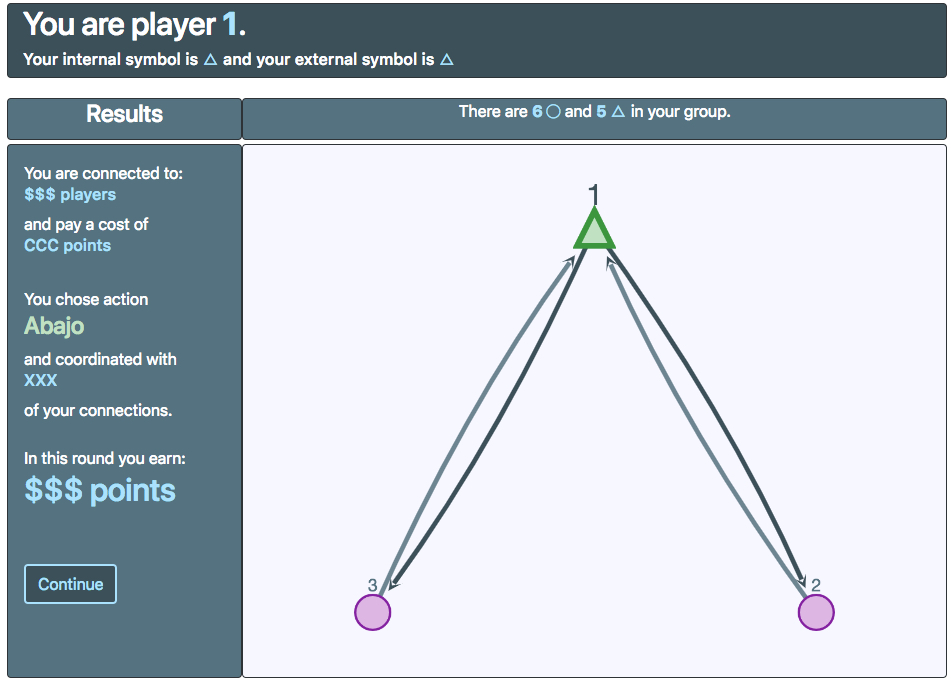 You are player 1.
Your internal symbol is △ and your external symbol is △
Results
There are 6 ○ and 5 △ in your group.
You are connected to:
$$$ players
and pay a cost of
CCC points
You chose action
Abajo
and coordinated with
XXX
of your connections.
In this round you earn:
$$$ points
Continue
1
3
2